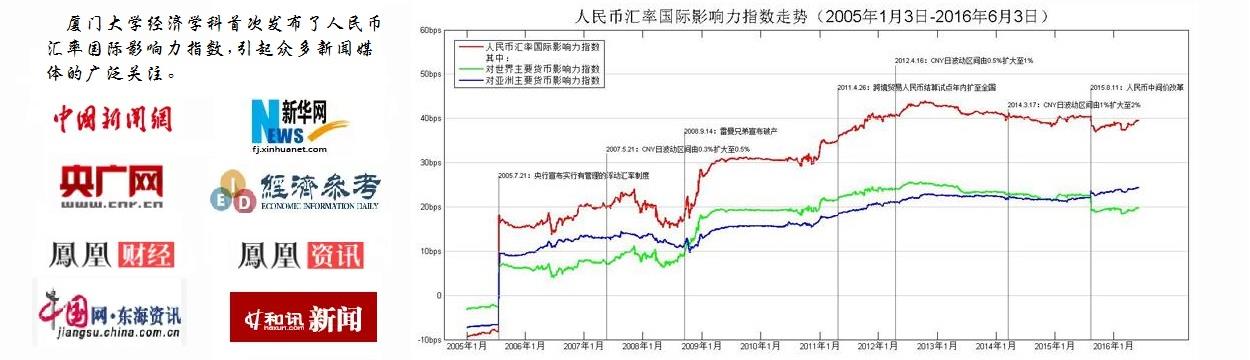 厦门大学经济学科首次发布了人民币
汇率国际影响力指数,引起众多新闻媒
体的广泛关注。
中國新聞網
新华网
NEWS
fj.xinhuanet.com
央广网
www.cnr.cn
EID
經濟參考
ECONOMIC INFORMATION DAILY
鳳凰 财经
鳳凰 资讯
中国网·东海资讯
jiangsu.china.com.cn
和讯 新闻
hexun.com
人民币汇率国际影响力指数走势（2005年1月3日-2016年6月3日）
60bps
50bps
40bps
30bps
20bps
10bps
0
-10bps
人民币汇率国际影响力指数
其中:
对世界主要货币影响力指数
对亚洲主要货币影响力指数
2005.7.21: 央行宣布实行有管理的浮动汇率制度
2007.5.21: CNY日波动区间由0.3%扩大至0.5%
2008.9.14: 雷曼兄弟宣布破产
2011.4.26: 跨境贸易人民币结算试点年内扩至全国
2012.4.16: CNY日波动区间由0.5%扩大至1%
2014.3.17: CNY日波动区间由1%扩大至2%
2015.8.11: 人民币中间价改革
2005年1月
2006年1月
2007年1月
2008年1月
2009年1月
2010年1月
2011年1月
2012年1月
2013年1月
2014年1月
2015年1月
2016年1月